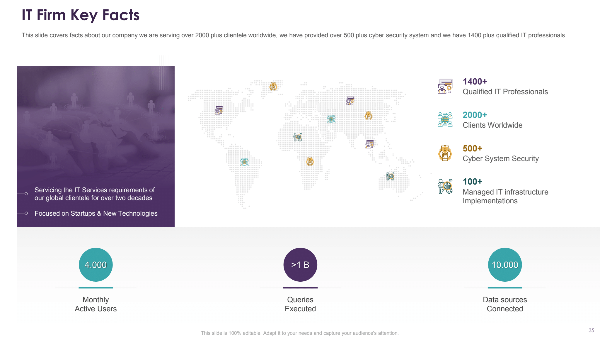 IT Firm Key Facts
This slide covers facts about our company we are serving over 2000 plus clientele worldwide, we have provided over 500 plus cyber security system and we have 1400 plus qualified IT professionals
1400+
Qualified IT Professionals
2000+
Clients Worldwide
500+
Cyber System Security
100+
Managed IT infrastructure
Implementations
Servicing the IT Services requirements of
our global clientele for over two decades
Focused on Startups & New Technologies
4,000
Monthly
Active Users
>1 B
Queries
Executed
10,000
Data sources
Connected
This slide is 100% editable. Adapt it to your needs and capture your audience's attention.